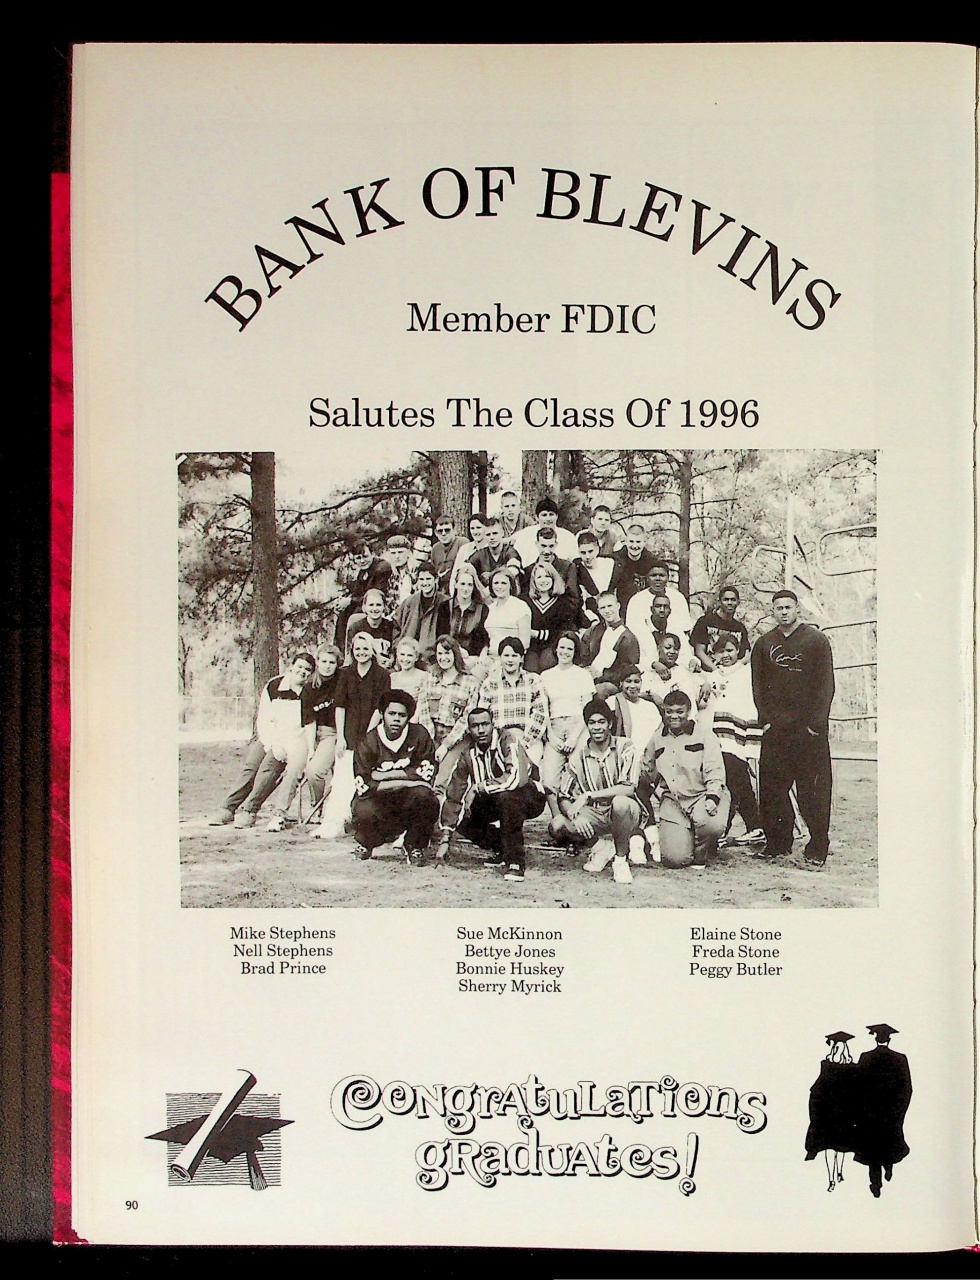 BANK OF BLEVINS
Member FDIC
Salutes The Class Of 1996
Mike Stephens
Nell Stephens
Brad Prince
Sue McKinnon
Bettye Jones
Bonnie Huskey
Sherry Myrick
Elaine Stone
Freda Stone
Peggy Butler
Congratulations
graduates!
90